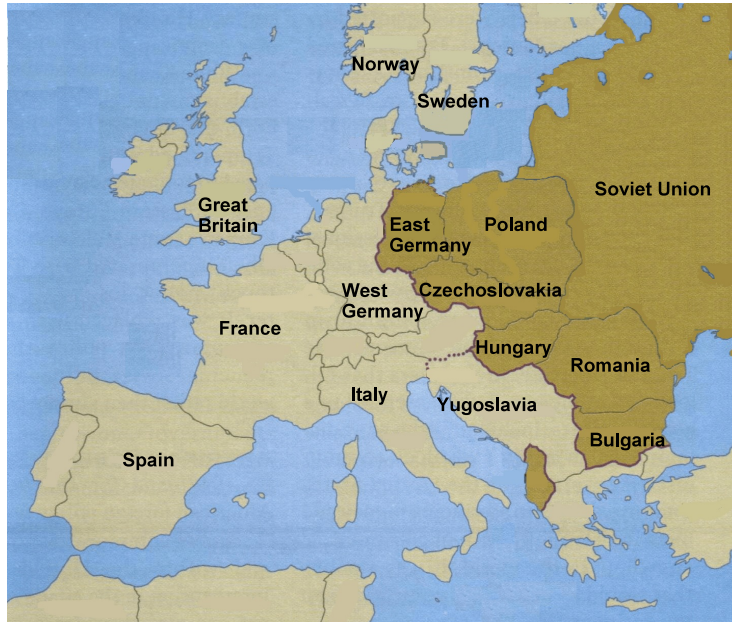 Norway
Sweden
Soviet Union
Great
Britain
East
Germany
Poland
West
Germany
Czechoslovakia
France
Hungary
Romania
Italy
Yugoslavia
Bulgaria
Spain